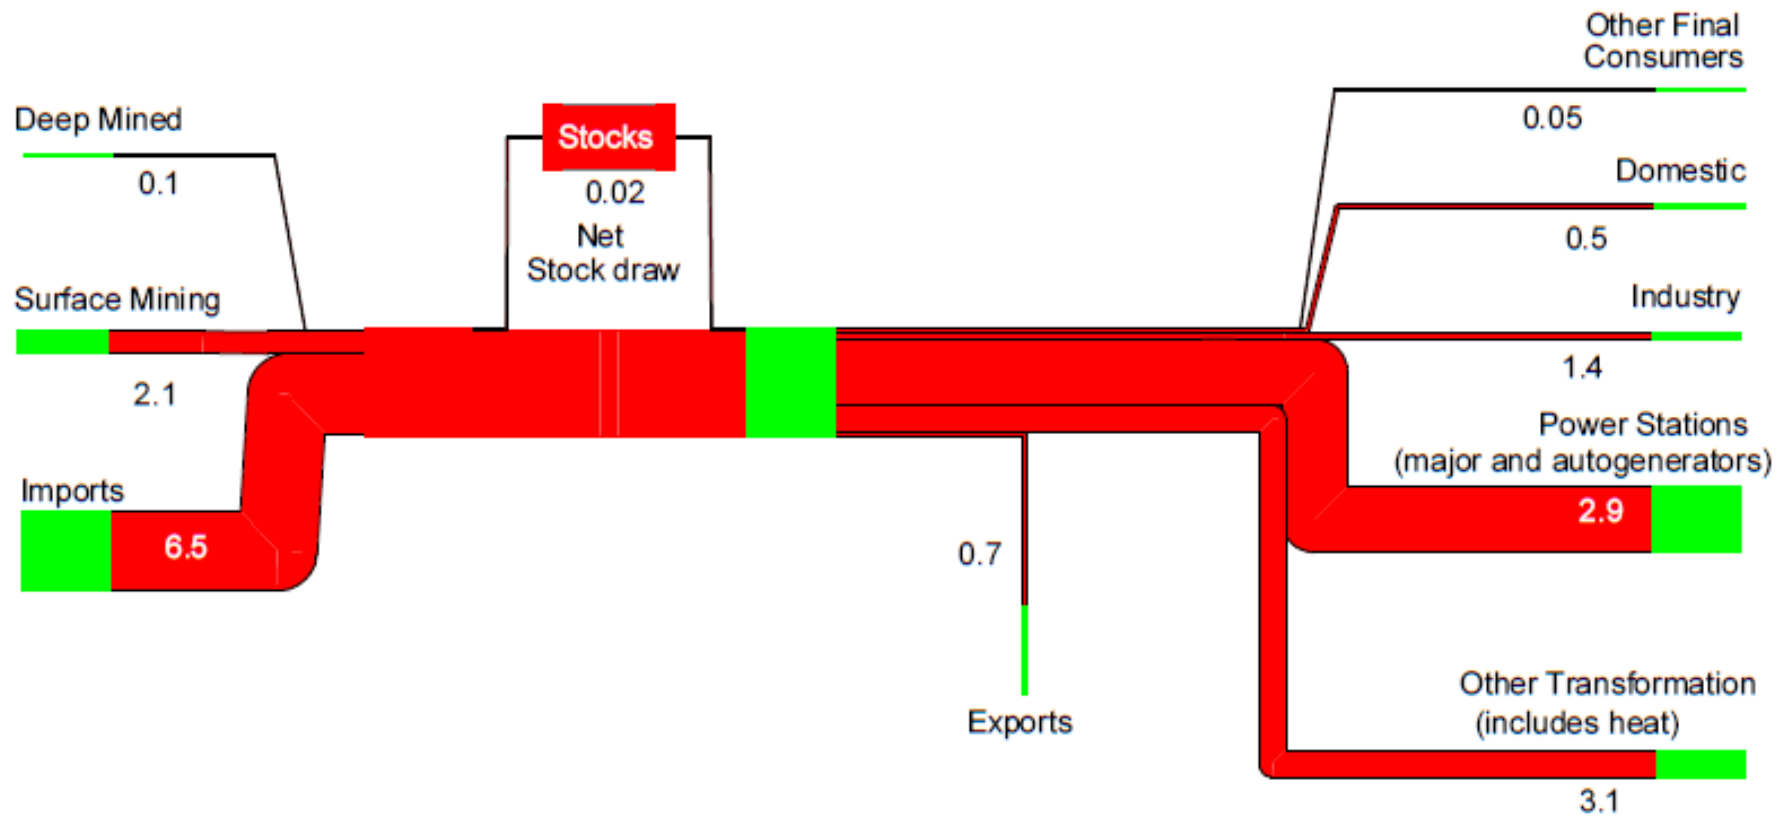 Other Final
Consumers
0.05
Deep Mined
0.1
Stocks
0.02
Net
Stock draw
Domestic
0.5
Surface Mining
2.1
Industry
1.4
Imports
6.5
Power Stations
(major and autogenerators)
2.9
0.7
Exports
Other Transformation
(includes heat)
3.1